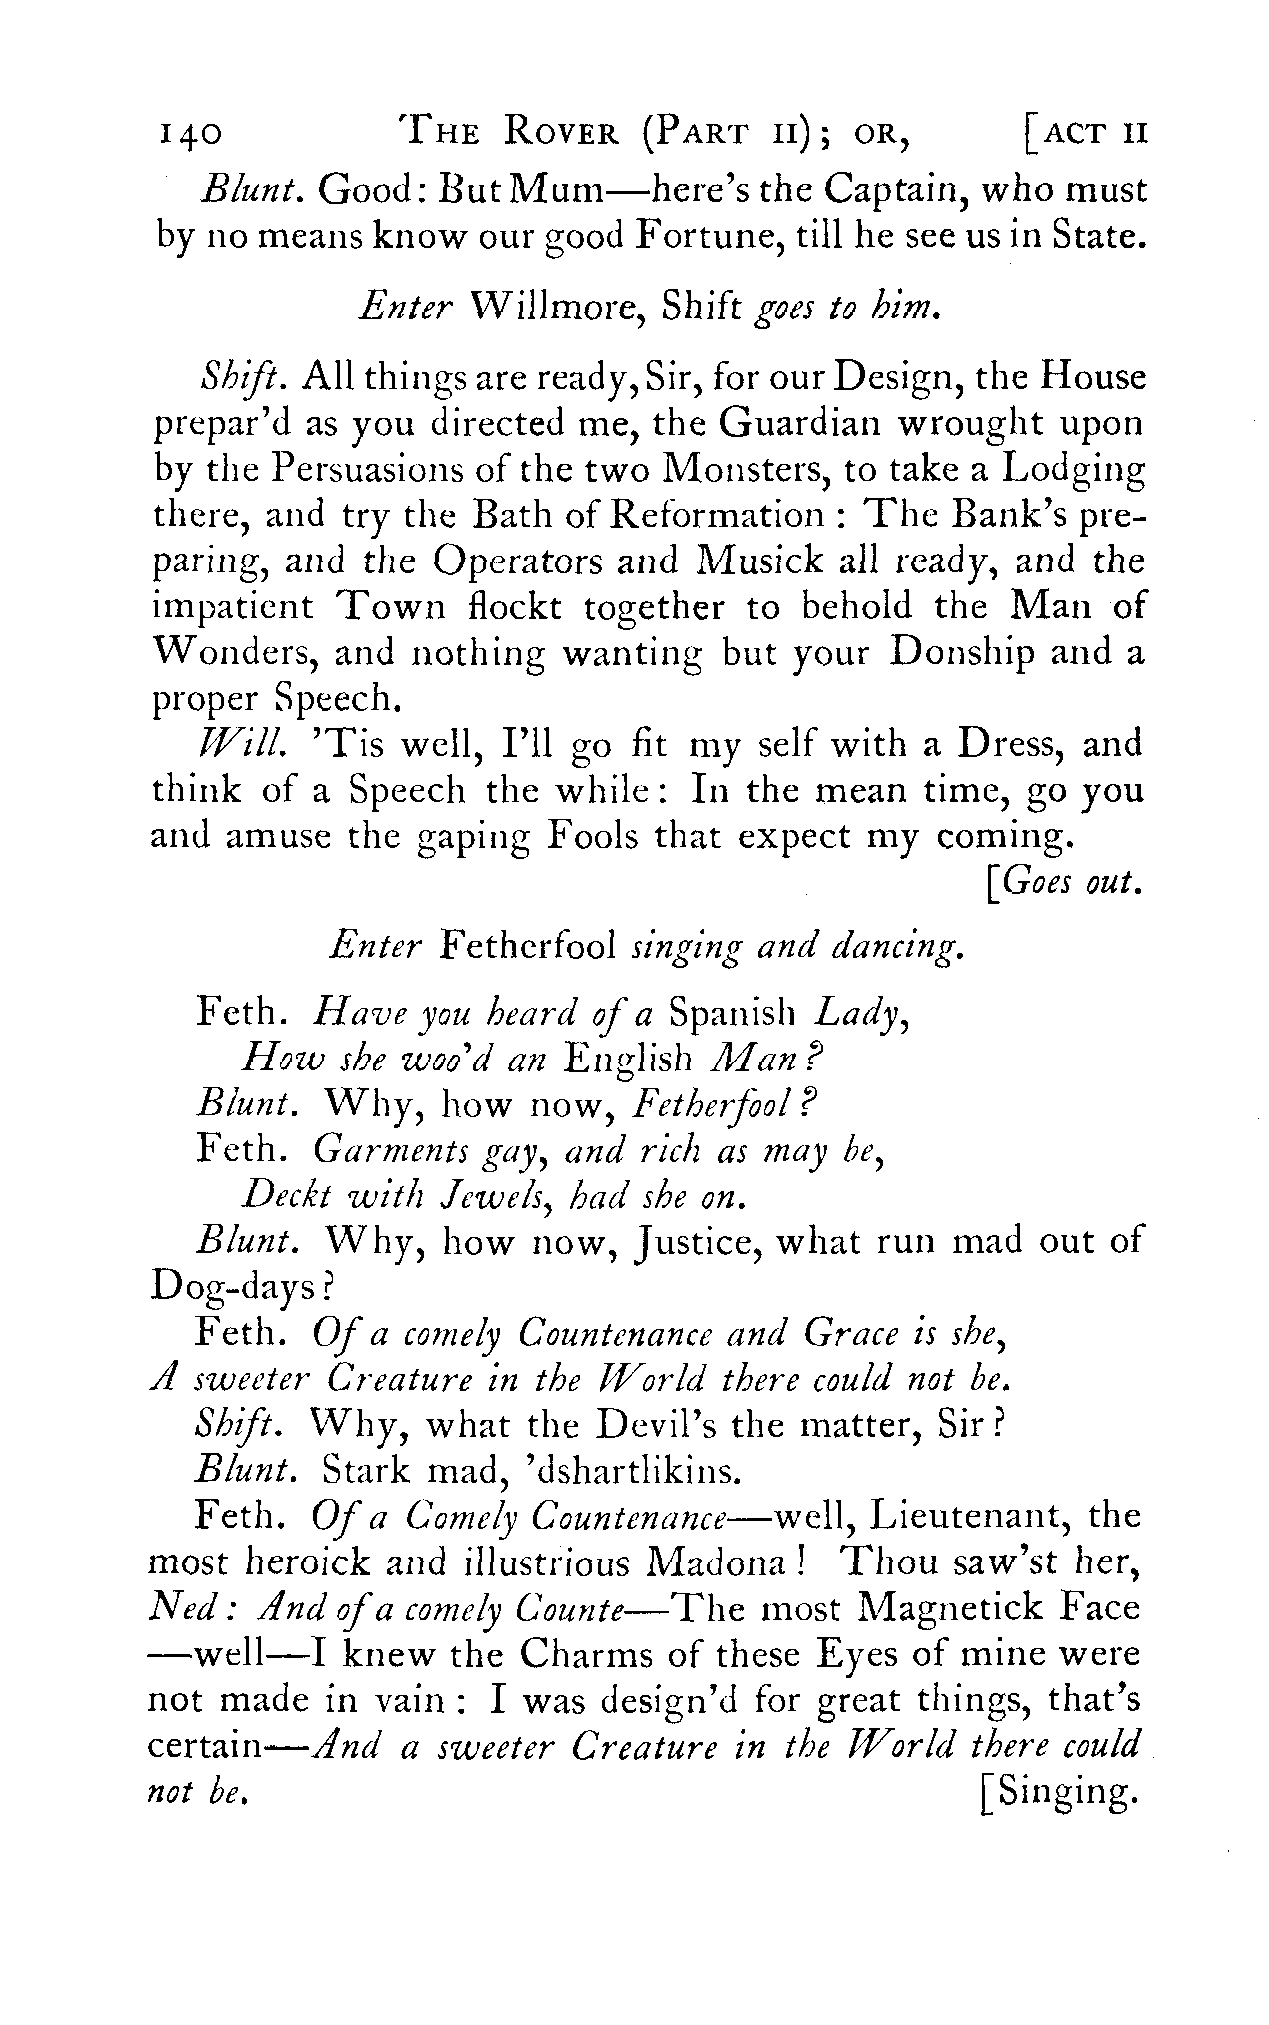 140 THE ROVER (PART II); OR, [ACT II
Blunt. Good: But Mum—here's the Captain, who must
by no means know our good Fortune, till he see us in State.
Enter Willmore, Shift goes to him.
Shift. All things are ready, Sir, for our Design, the House
prepar'd as you directed me, the Guardian wrought upon
by the Persuasions of the two Monsters, to take a Lodging
there, and try the Bath of Reformation: The Bank's pre-
paring, and the Operators and Musick all ready, and the
impatient Town flockt together to behold the Man of
Wonders, and nothing wanting but your Donship and a
proper Speech.
Will. 'Tis well, I'll go fit my self with a Dress, and
think of a Speech the while: In the mean time, go you
and amuse the gaping Fools that expect my coming.
[Goes out.
Enter Fetherfool singing and dancing.
Feth. Have you heard of a Spanish Lady,
How she woo'd an English Man?
Blunt. Why, how now, Fetherfool?
Feth. Garments gay, and rich as may be,
Deckt with Jewels, had she on.
Blunt. Why, how now, Justice, what run mad out of
Dog-days?
Feth. Of a comely Countenance and Grace is she,
A sweeter Creature in the World there could not be.
Shift. Why, what the Devil's the matter, Sir?
Blunt. Stark mad, 'dshartlikins.
Feth. Of a Comely Countenance—well, Lieutenant, the
most heroick and illustrious Madona! Thou saw'st her,
Ned: And of a comely Counte—The most Magnetick Face
—well—I knew the Charms of these Eyes of mine were
not made in vain: I was design'd for great things, that's
certain—And a sweeter Creature in the World there could
not be. [Singing.